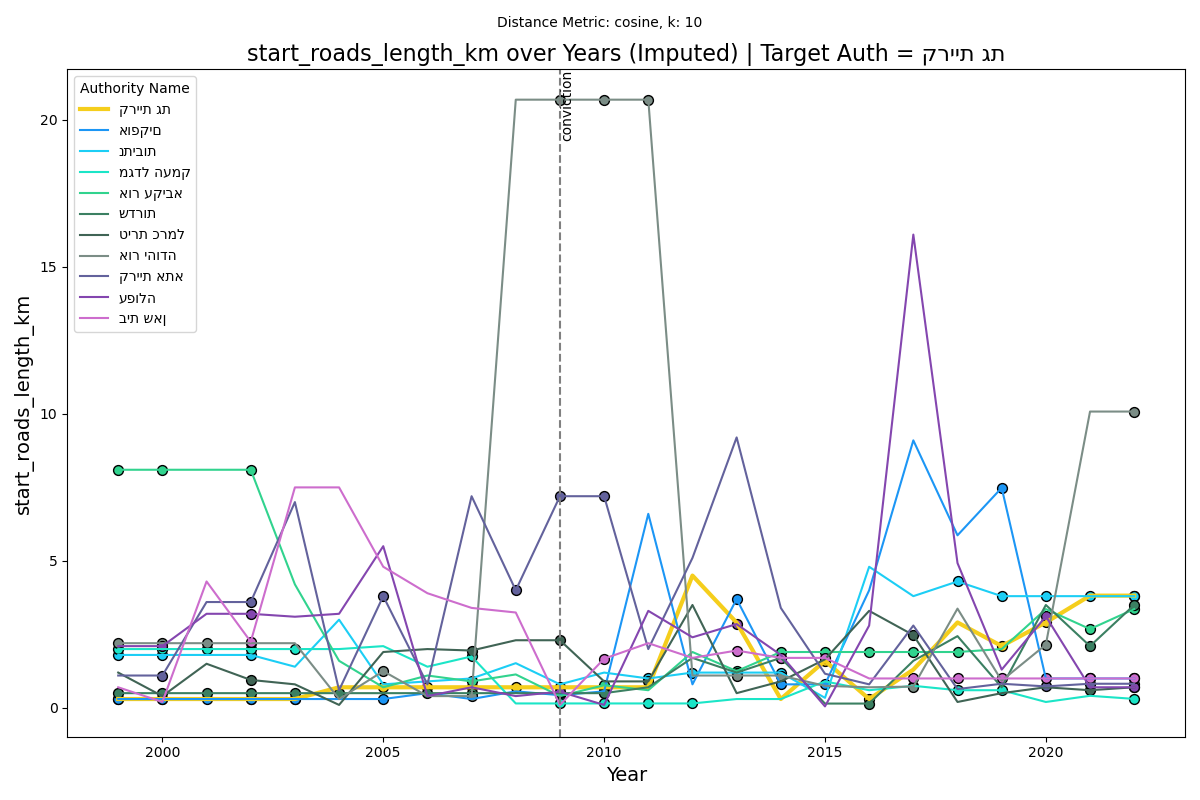 Distance Metric: cosine, k: 10
start_roads_length_km over Years (Imputed) | Target Auth = קריית גת
Authority Name
קריית גת
אופקים
נתיבות
מגדל העמק
אור עקיבא
שדרות
טירת כרמל
אור יהודה
קריית אתא
עפולה
בית שאן
conviction
start_roads_length_km
20
15
10
5
0
2000
2005
2010
2015
2020
Year